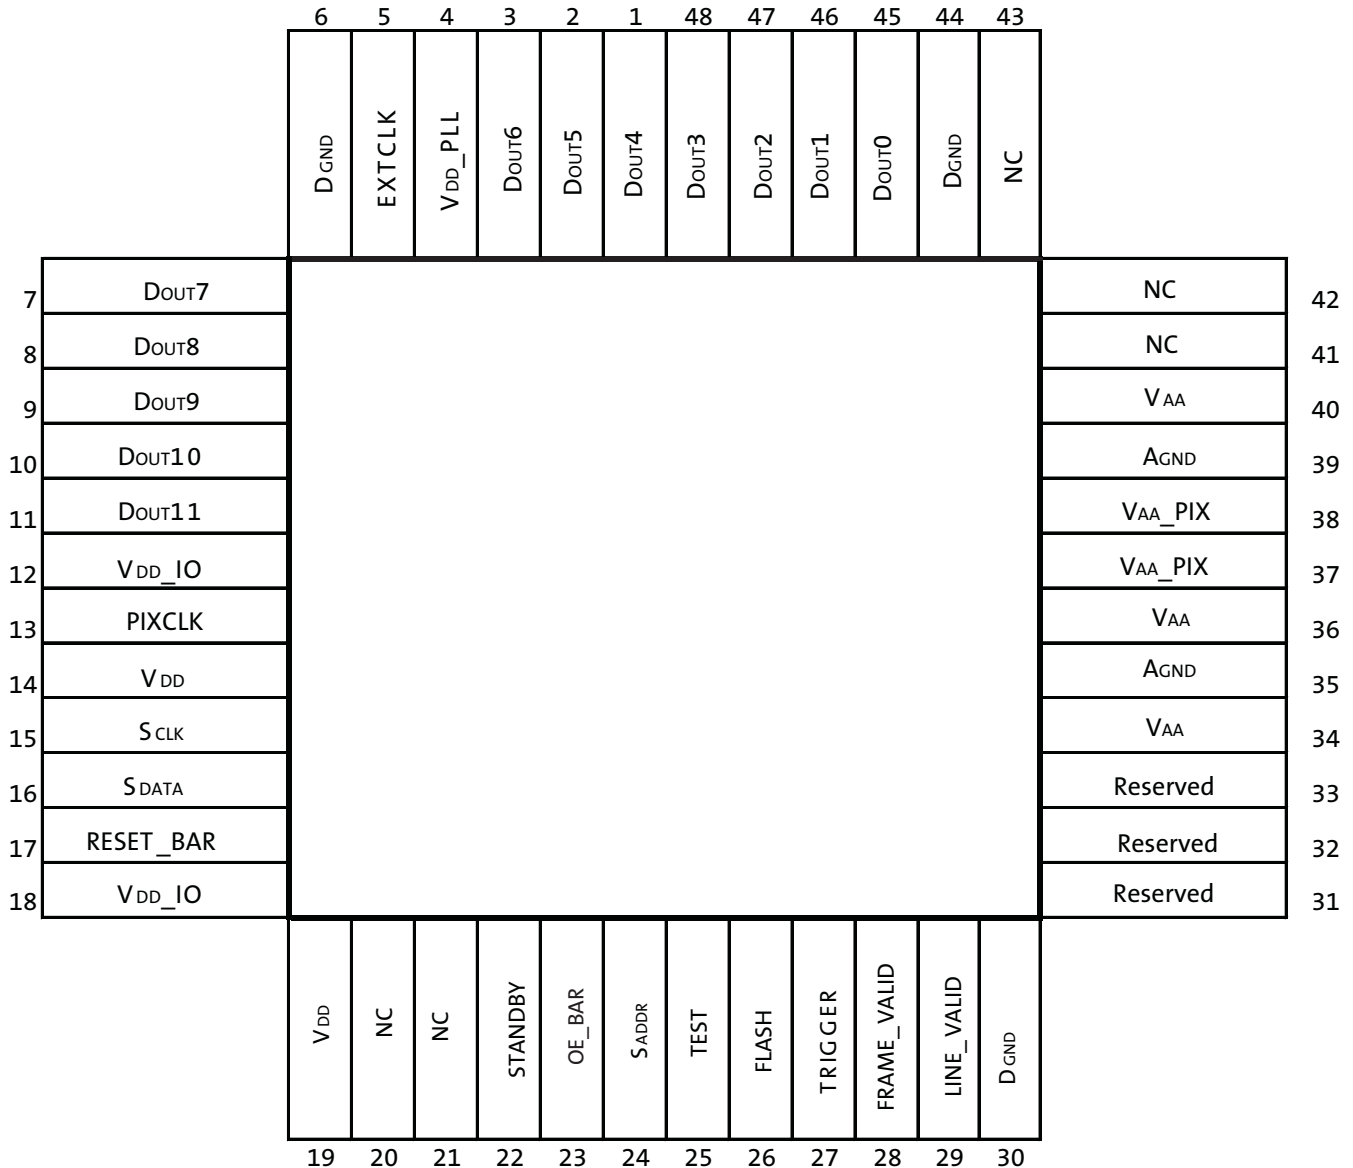 6 5 4 3 2 1 48 47 46 45 44 43
DGND
EXTCLK
VDD_PLL
DOUT6
DOUT5
DOUT4
DOUT3
DOUT2
DOUT1
DOUT0
DGND
NC
7 DOUT7
8 DOUT8
9 DOUT9
10 DOUT10
11 DOUT11
12 VDD_IO
13 PIXCLK
14 VDD
15 SCLK
16 SDATA
17 RESET_BAR
18 VDD_IO
NC 42
NC 41
VAA 40
AGND 39
VAA_PIX 38
VAA_PIX 37
VAA 36
AGND 35
VAA 34
Reserved 33
Reserved 32
Reserved 31
VDD
NC
NC
STANDBY
OE_BAR
SADDR
TEST
FLASH
TRIGGER
FRAME_VALID
LINE_VALID
DGND
19 20 21 22 23 24 25 26 27 28 29 30